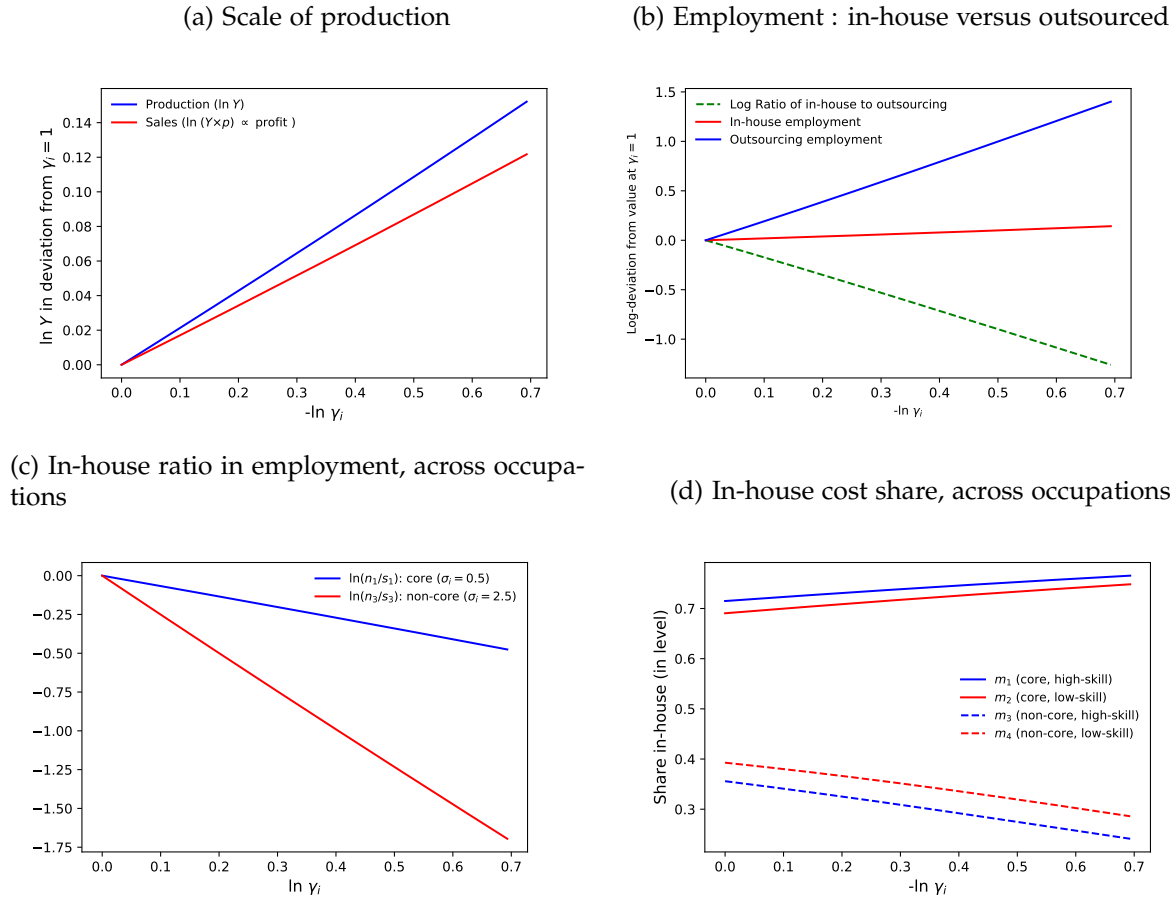 (a) Scale of production
Production (ln Y)
Sales (ln (Y×p) ∝ profit )
ln Y in deviation from γi = 1
0.14
0.12
0.10
0.08
0.06
0.04
0.02
0.00
0.0 0.1 0.2 0.3 0.4 0.5 0.6 0.7
-ln γi
(b) Employment : in-house versus outsourced
Log Ratio of in-house to outsourcing
In-house employment
Outsourcing employment
Log-deviation from value at γi = 1
1.5
1.0
0.5
0.0
−0.5
−1.0
0.0 0.1 0.2 0.3 0.4 0.5 0.6 0.7
-ln γi
(c) In-house ratio in employment, across occupa-
tions
ln(n1/s1): core (σi = 0.5)
ln(n3/s3): non-core (σi = 2.5)
0.00
−0.25
−0.50
−0.75
−1.00
−1.25
−1.50
−1.75
0.0 0.1 0.2 0.3 0.4 0.5 0.6 0.7
ln γi
(d) In-house cost share, across occupations
Share in-house (in level)
0.7
0.6
0.5
0.4
0.3
m1 (core, high-skill)
m2 (core, low-skill)
m3 (non-core, high-skill)
m4 (non-core, low-skill)
0.0 0.1 0.2 0.3 0.4 0.5 0.6 0.7
-ln γi